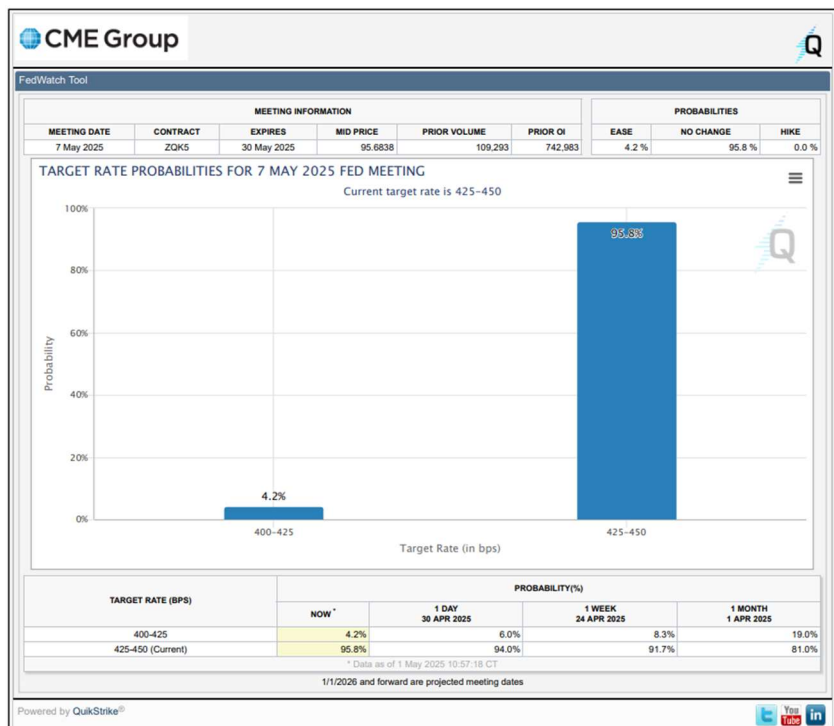 CME Group
Q
FedWatch Tool
MEETING INFORMATION
PROBABILITIES
MEETING DATE CONTRACT EXPIRES MID PRICE PRIOR VOLUME PRIOR OI EASE NO CHANGE HIKE
7 May 2025 ZQK5 30 May 2025 95.6838 109,293 742,983 4.2 % 95.8 % 0.0 %
TARGET RATE PROBABILITIES FOR 7 MAY 2025 FED MEETING
Current target rate is 425-450
Q
100%
95.8%
80%
60%
Probability
40%
20%
4.2%
0%
400-425 425-450
Target Rate (in bps)
TARGET RATE (BPS) PROBABILITY(%)
NOW * 1 DAY 1 WEEK 1 MONTH
30 APR 2025 24 APR 2025 1 APR 2025
400-425 4.2% 6.0% 8.3% 19.0%
425-450 (Current) 95.8% 94.0% 91.7% 81.0%
* Data as of 1 May 2025 10:57:18 CT
1/1/2026 and forward are projected meeting dates
Powered by QuikStrike®
t You Tube in